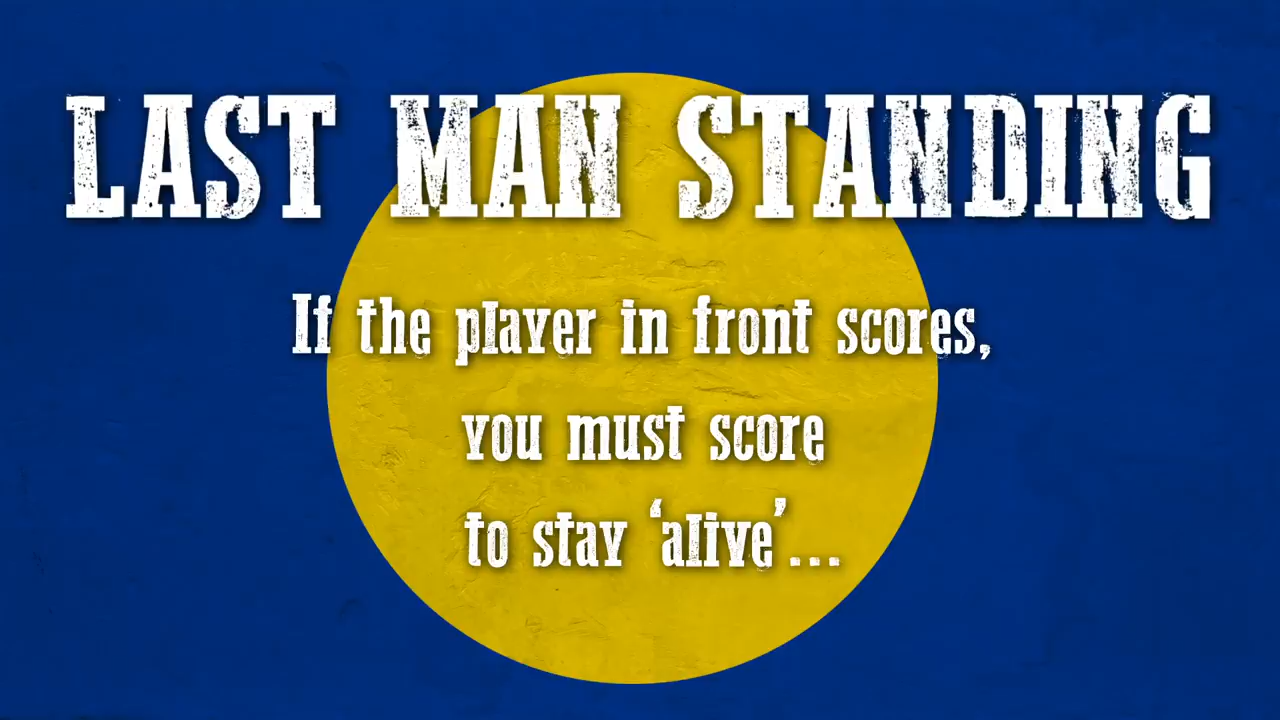 LAST MAN STANDING
If the player in front scores,
you must score
to stay ‘alive’...